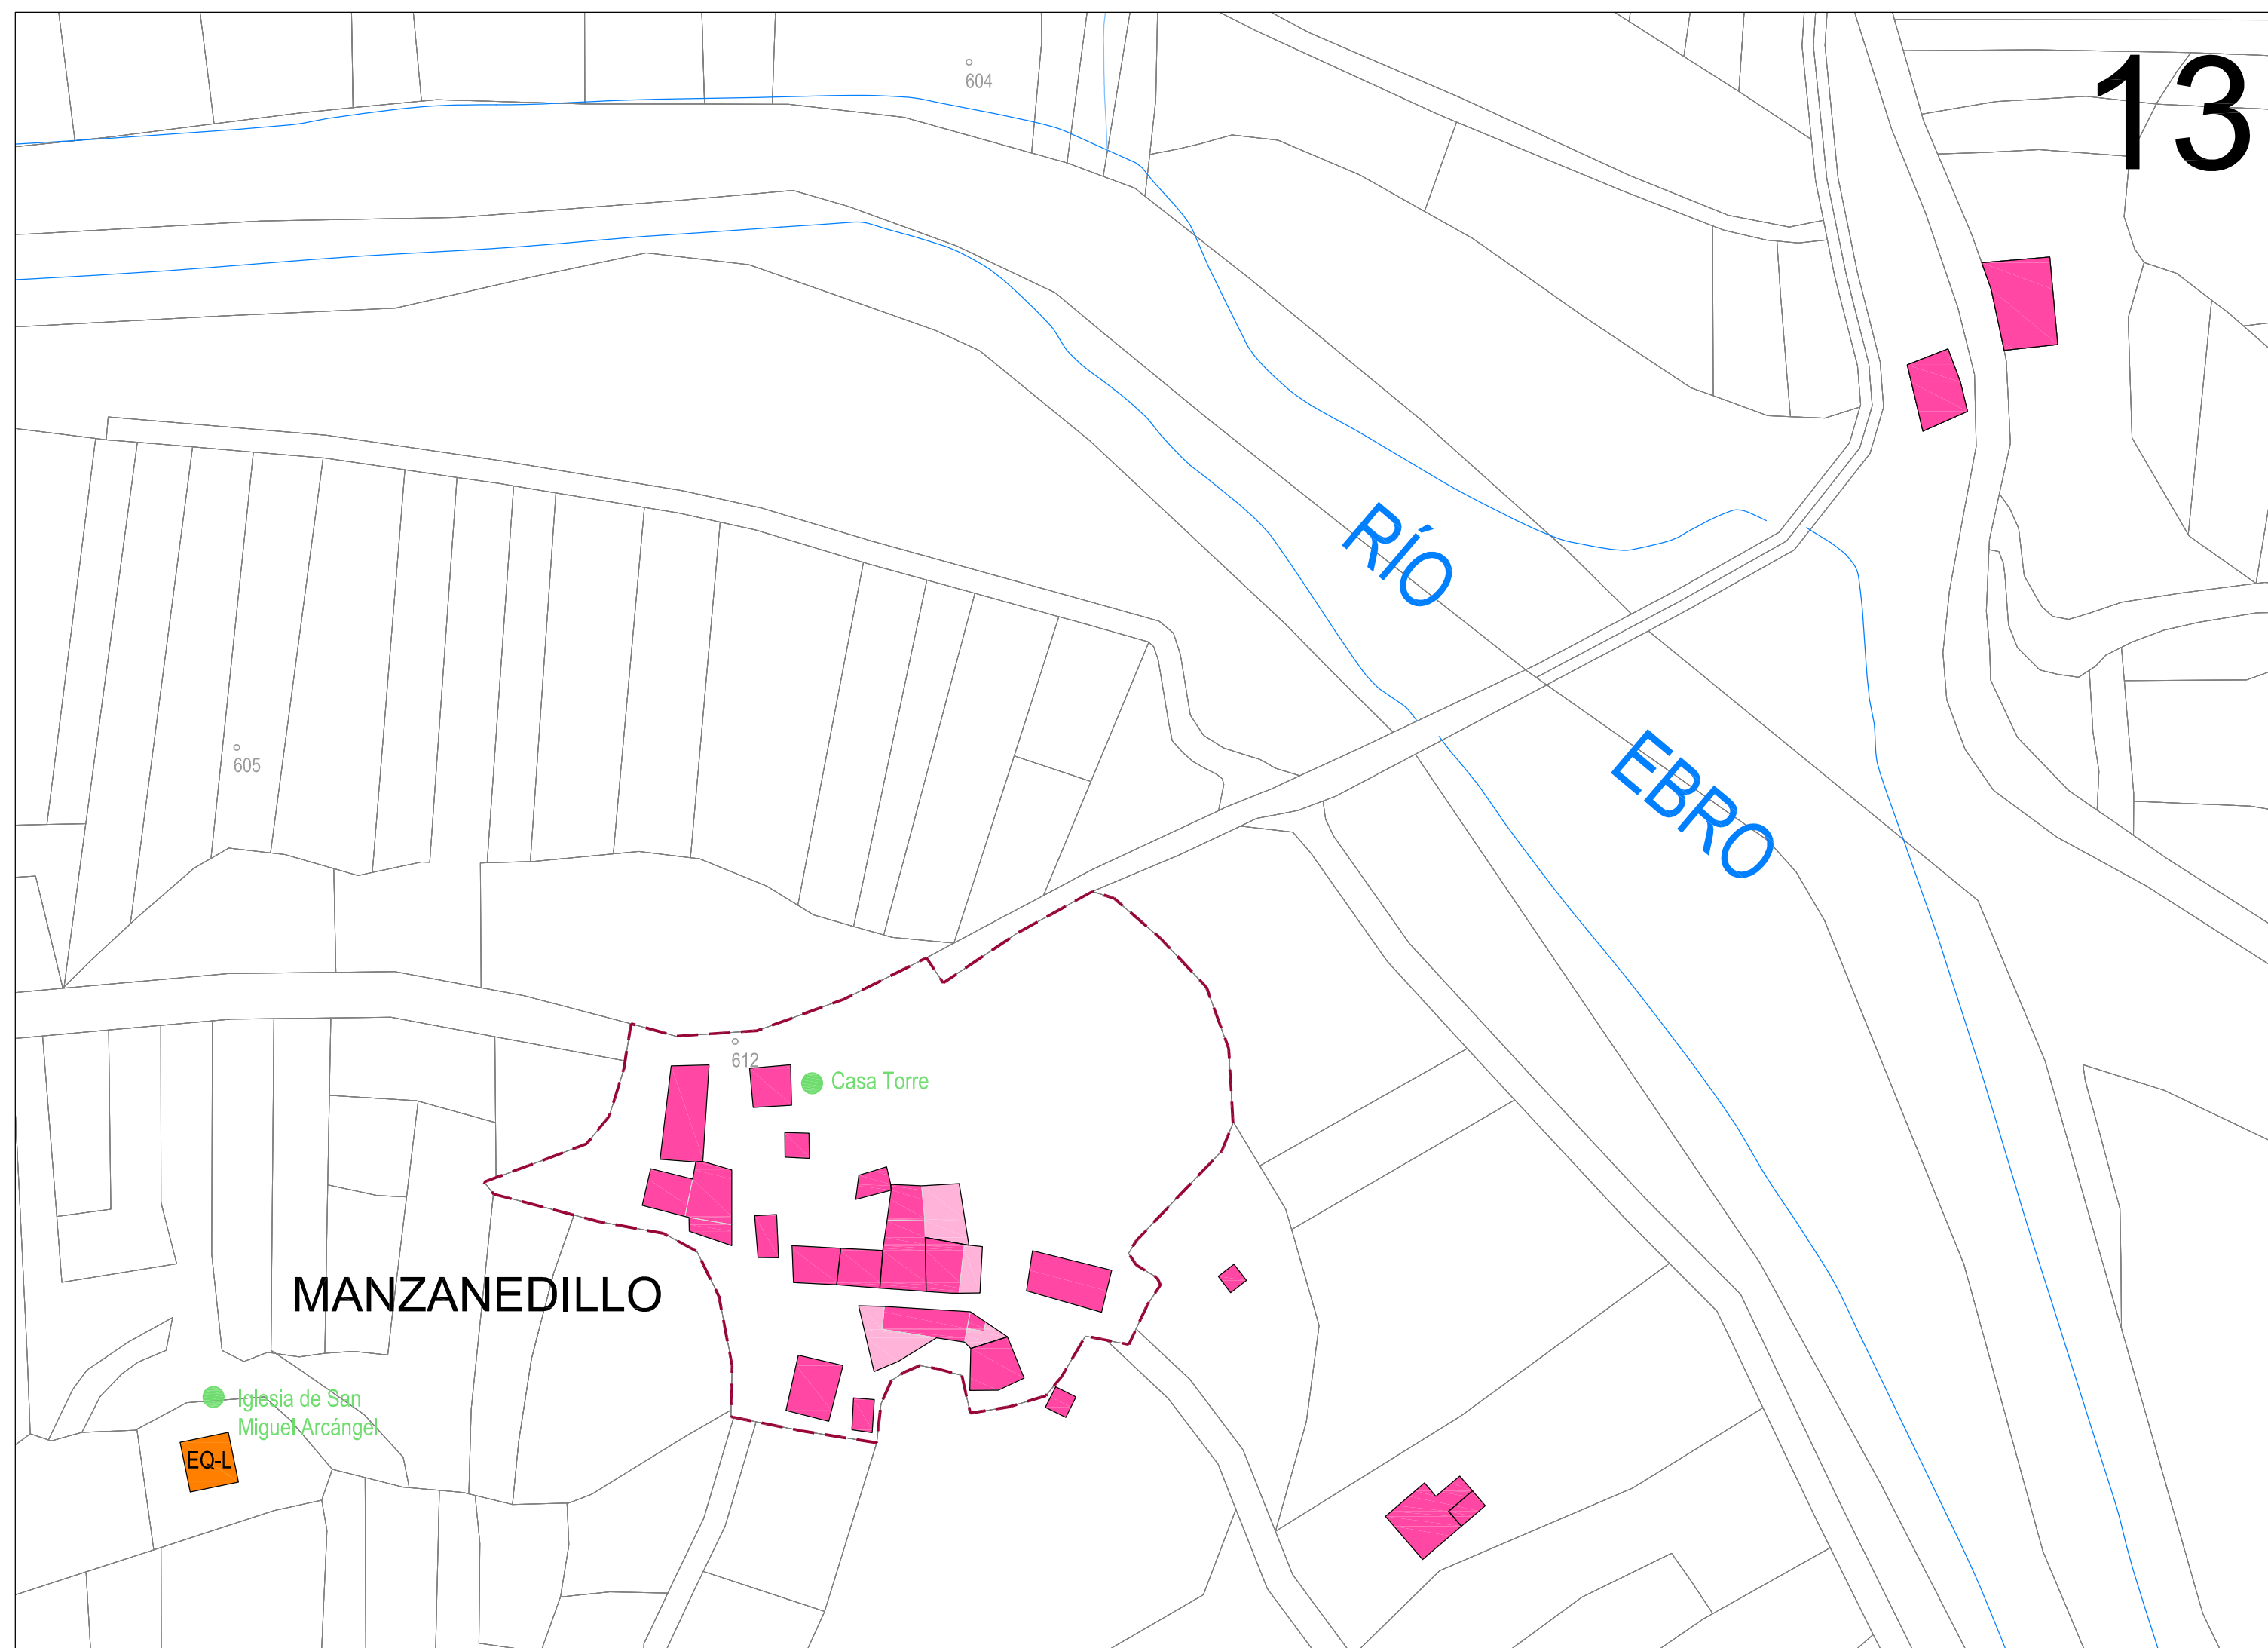 604
13
RÍO
605
EBRO
612
Casa Torre
MANZANEDILLO
Iglesia de San
Miguel Arcángel
EQ-L